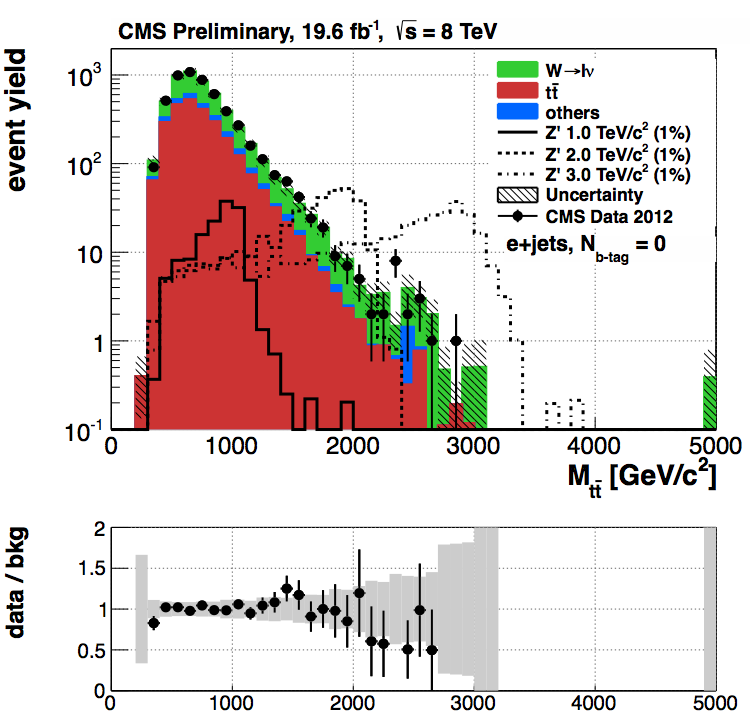 CMS Preliminary, 19.6 fb⁻¹, √s = 8 TeV
event yield
10³
10²
10
1
10⁻¹
W→lν
tt̄
others
Z' 1.0 TeV/c² (1%)
Z' 2.0 TeV/c² (1%)
Z' 3.0 TeV/c² (1%)
Uncertainty
CMS Data 2012
e+jets, N_b-tag = 0
0 1000 2000 3000 4000 5000
M_tt̄ [GeV/c²]
data / bkg
2
1.5
1
0.5
0
0 1000 2000 3000 4000 5000